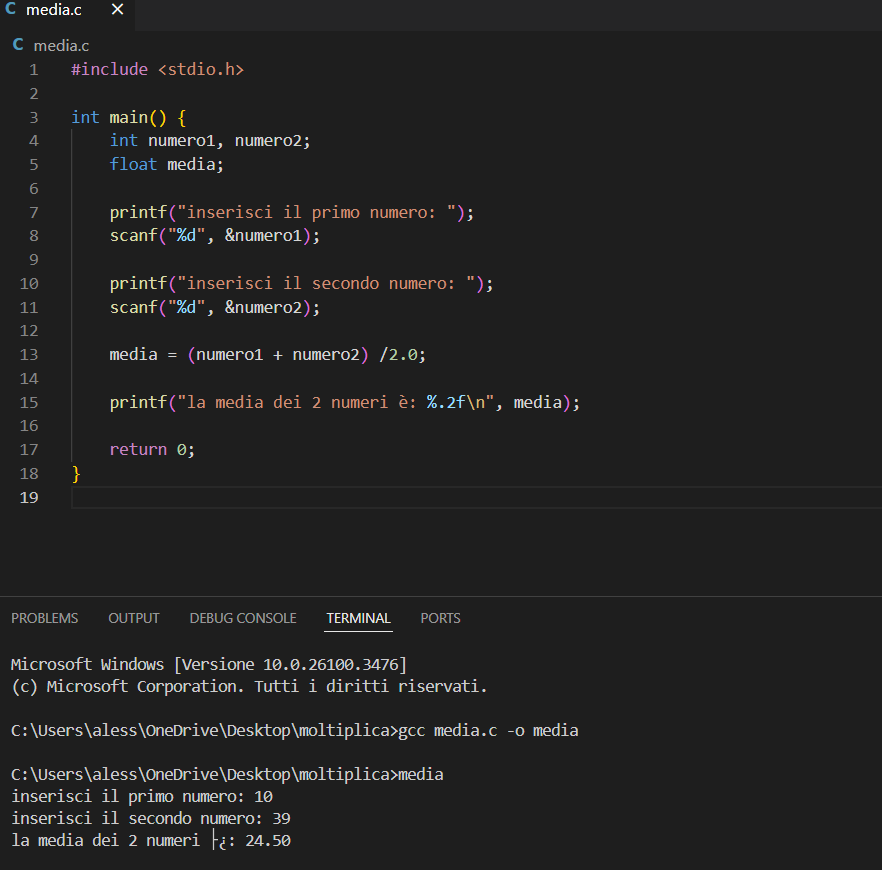 C media.c ×
C media.c
1 #include <stdio.h>
2
3 int main() {
4 int numero1, numero2;
5 float media;
6
7 printf("inserisci il primo numero: ");
8 scanf("%d", &numero1);
9
10 printf("inserisci il secondo numero: ");
11 scanf("%d", &numero2);
12
13 media = (numero1 + numero2) /2.0;
14
15 printf("la media dei 2 numeri è: %.2f\n", media);
16
17 return 0;
18 }
19
PROBLEMS OUTPUT DEBUG CONSOLE TERMINAL PORTS
Microsoft Windows [Versione 10.0.26100.3476]
(c) Microsoft Corporation. Tutti i diritti riservati.
C:\Users\aless\OneDrive\Desktop\moltiplica>gcc media.c -o media
C:\Users\aless\OneDrive\Desktop\moltiplica>media
inserisci il primo numero: 10
inserisci il secondo numero: 39
la media dei 2 numeri ├¿: 24.50